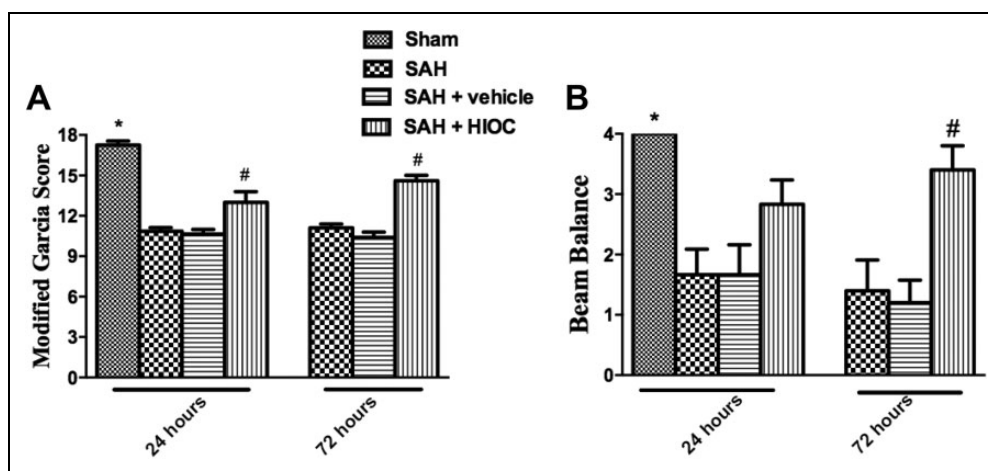 Sham
SAH
SAH + vehicle
SAH + HIOC
A
Modified Garcia Score
18
15
12
9
6
3
0
*
#
#
24 hours
72 hours
B
Beam Balance
4
3
2
1
0
*
#
24 hours
72 hours